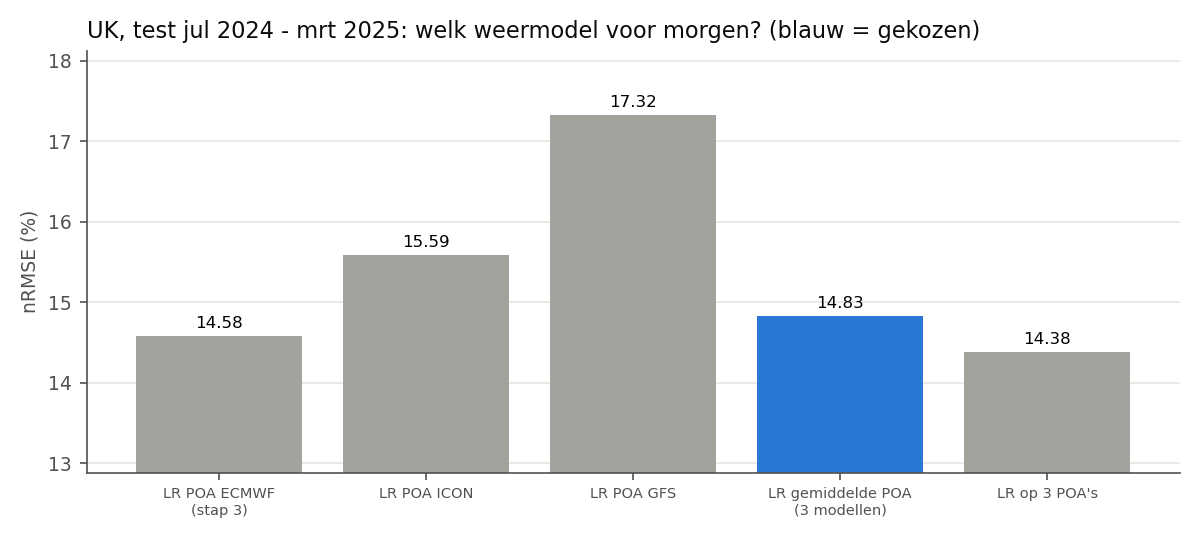 UK, test jul 2024 - mrt 2025: welk weermodel voor morgen? (blauw = gekozen)
nRMSE (%)
18
17
16
15
14
13
14.58
15.59
17.32
14.83
14.38
LR POA ECMWF
(stap 3)
LR POA ICON
LR POA GFS
LR gemiddelde POA
(3 modellen)
LR op 3 POA's